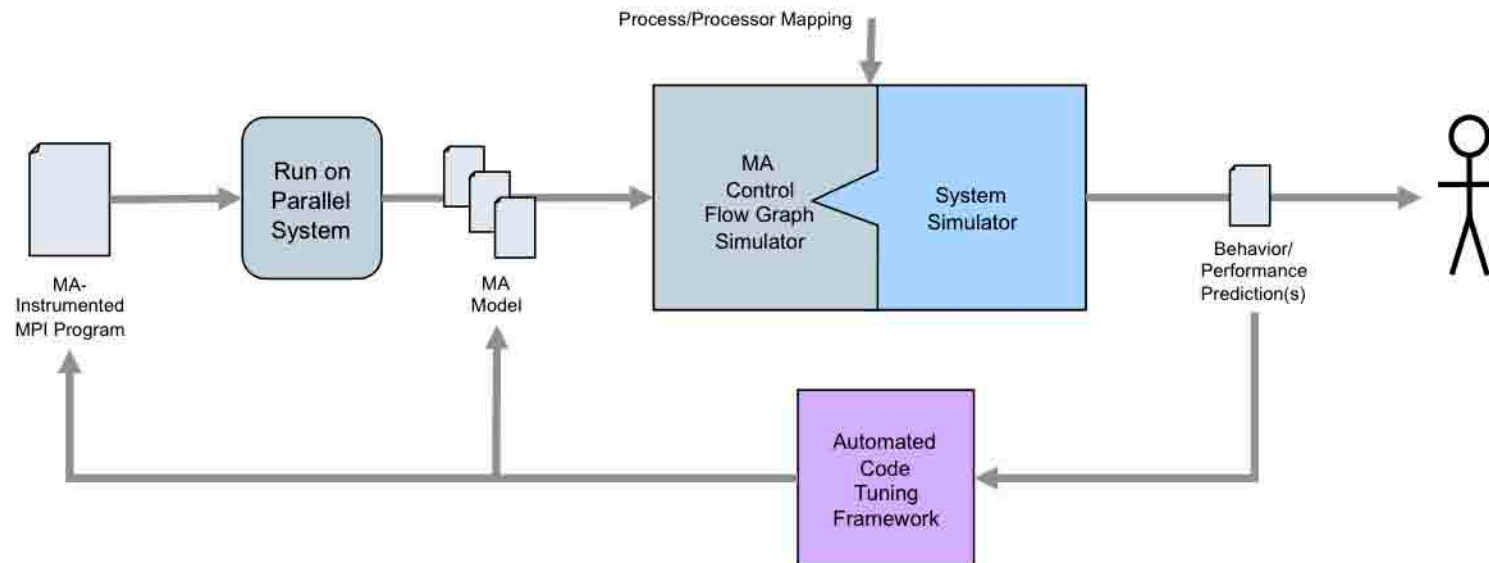 Process/Processor Mapping
MA-
Instrumented
MPI Program
Run on
Parallel
System
MA
Model
MA
Control
Flow Graph
Simulator
System
Simulator
Behavior/
Performance
Prediction(s)
Automated
Code
Tuning
Framework